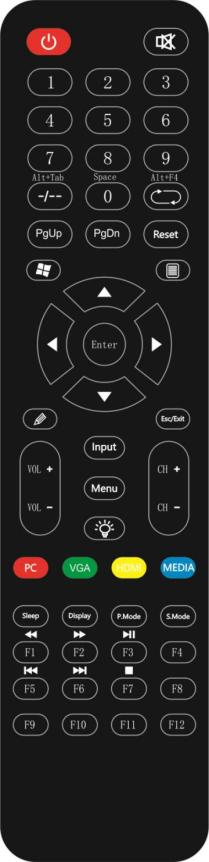 1 2 3
4 5 6
7 8 9
Alt+Tab Space Alt+F4
-/-- 0
PgUp PgDn Reset
Enter
Esc/Exit
Input
VOL + CH +
Menu
VOL - CH -
PC VGA HDMI MEDIA
Sleep Display P.Mode S.Mode
F1 F2 F3 F4
F5 F6 F7 F8
F9 F10 F11 F12